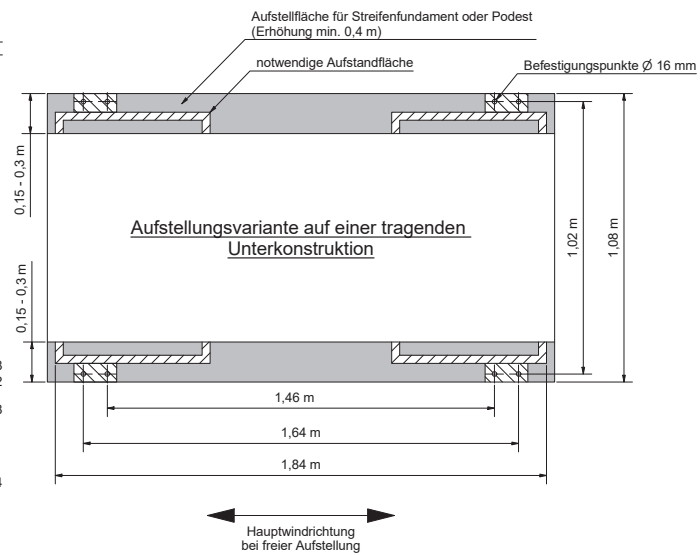 Aufstellfläche für Streifenfundament oder Podest
(Erhöhung min. 0,4 m)
notwendige Aufstandfläche
Befestigungspunkte Ø 16 mm
0,15 - 0,3 m
Aufstellungsvariante auf einer tragenden
Unterkonstruktion
1,02 m
1,08 m
0,15 - 0,3 m
1,46 m
1,64 m
1,84 m
Hauptwindrichtung
bei freier Aufstellung